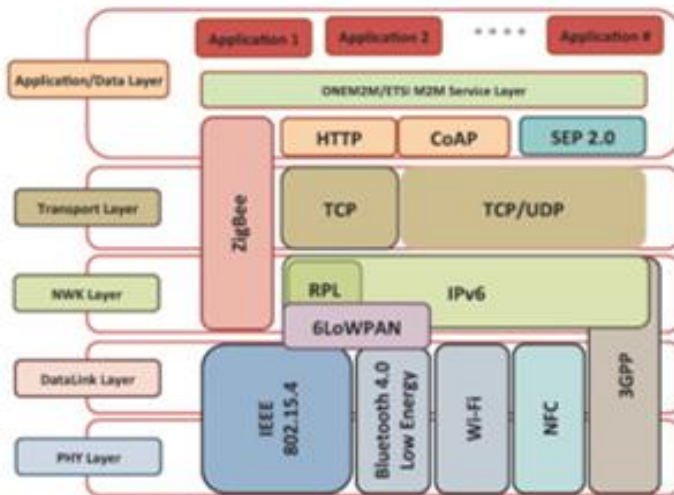 Application 1
Application 2
Application #
Application/Data Layer
ONEM2M/ETSI M2M Service Layer
HTTP
CoAP
SEP 2.0
ZigBee
Transport Layer
TCP
TCP/UDP
NWK Layer
RPL
IPv6
6LoWPAN
DataLink Layer
IEEE
802.15.4
Bluetooth 4.0
Low Energy
Wi-Fi
NFC
3GPP
PHY Layer